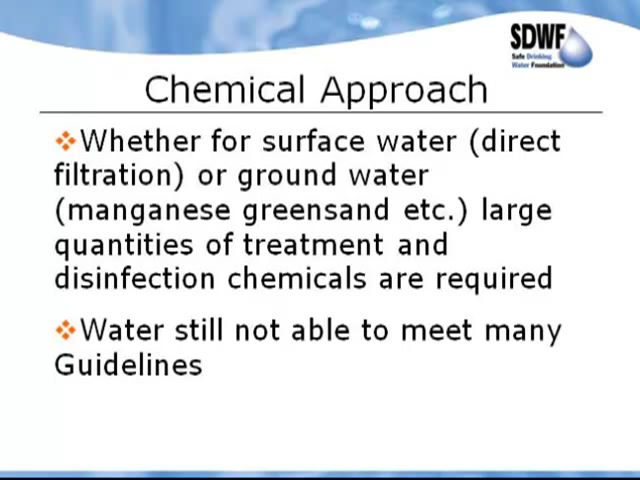 SDWF
Safe Drinking
Water Foundation
Chemical Approach
Whether for surface water (direct
filtration) or ground water
(manganese greensand etc.) large
quantities of treatment and
disinfection chemicals are required
Water still not able to meet many
Guidelines